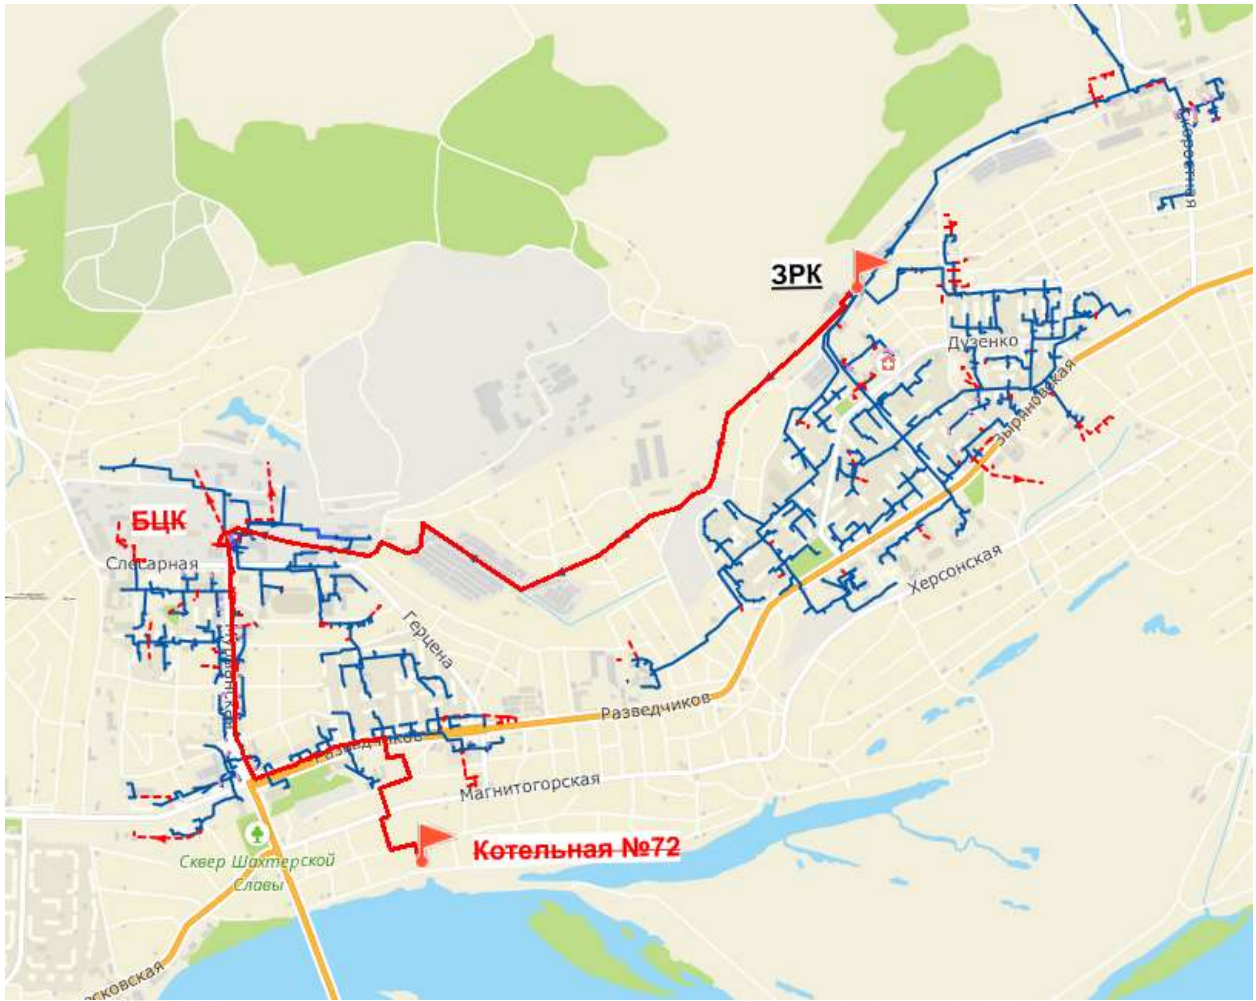 ЗРК
Дузенко
Зыряновская
БЦК
Слесарная
Херсонская
Герцена
Разведчиков
Разведчиков
Магнитогорская
Котельная №72
Сквер Шахтерской
Славы